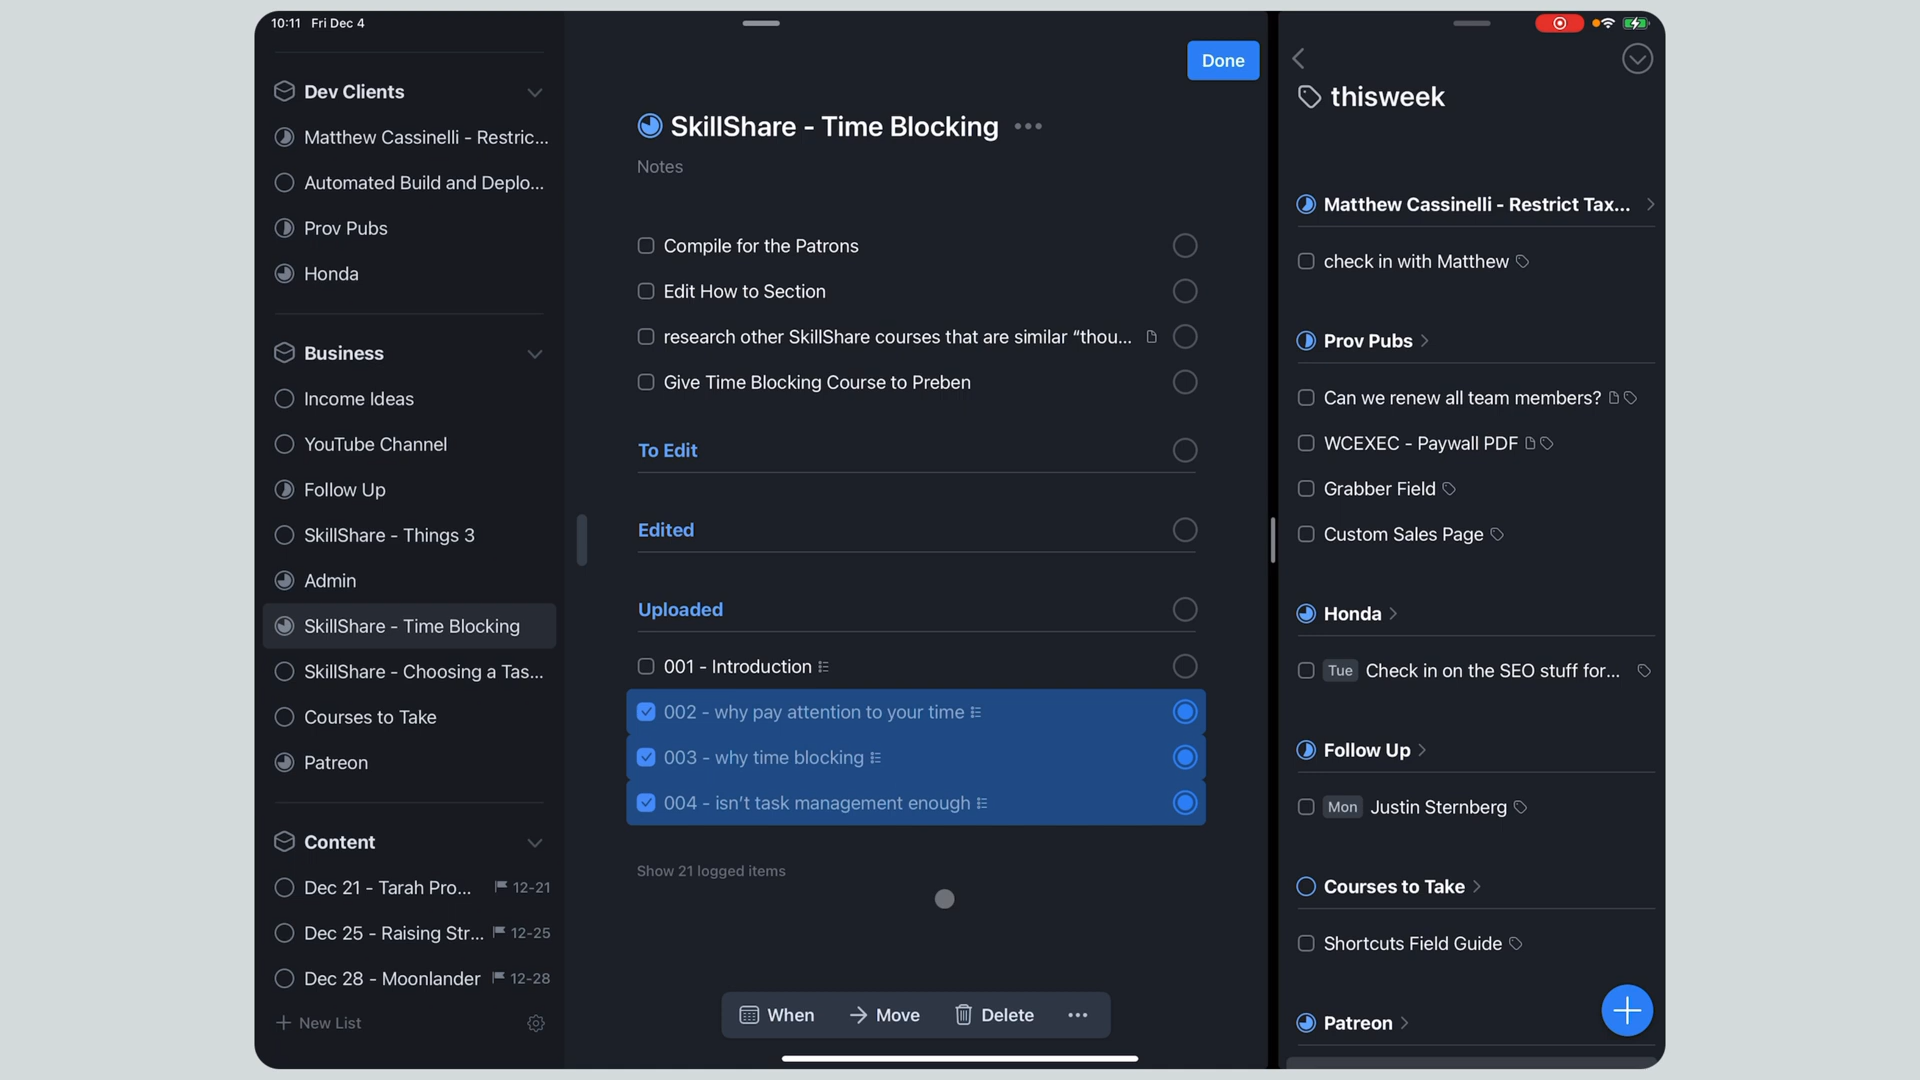 10:11 Fri Dec 4
Dev Clients
Matthew Cassinelli - Restric...
Automated Build and Deplo...
Prov Pubs
Honda
Business
Income Ideas
YouTube Channel
Follow Up
SkillShare - Things 3
Admin
SkillShare - Time Blocking
SkillShare - Choosing a Tas...
Courses to Take
Patreon
Content
Dec 21 - Tarah Pro... 12-21
Dec 25 - Raising Str... 12-25
Dec 28 - Moonlander 12-28
New List
Done
SkillShare - Time Blocking
Notes
Compile for the Patrons
Edit How to Section
research other SkillShare courses that are similar “thou...
Give Time Blocking Course to Preben
To Edit
Edited
Uploaded
001 - Introduction
002 - why pay attention to your time
003 - why time blocking
004 - isn’t task management enough
Show 21 logged items
When Move Delete
thisweek
Matthew Cassinelli - Restrict Tax...
check in with Matthew
Prov Pubs
Can we renew all team members?
WCEXEC - Paywall PDF
Grabber Field
Custom Sales Page
Honda
Tue Check in on the SEO stuff for...
Follow Up
Mon Justin Sternberg
Courses to Take
Shortcuts Field Guide
Patreon